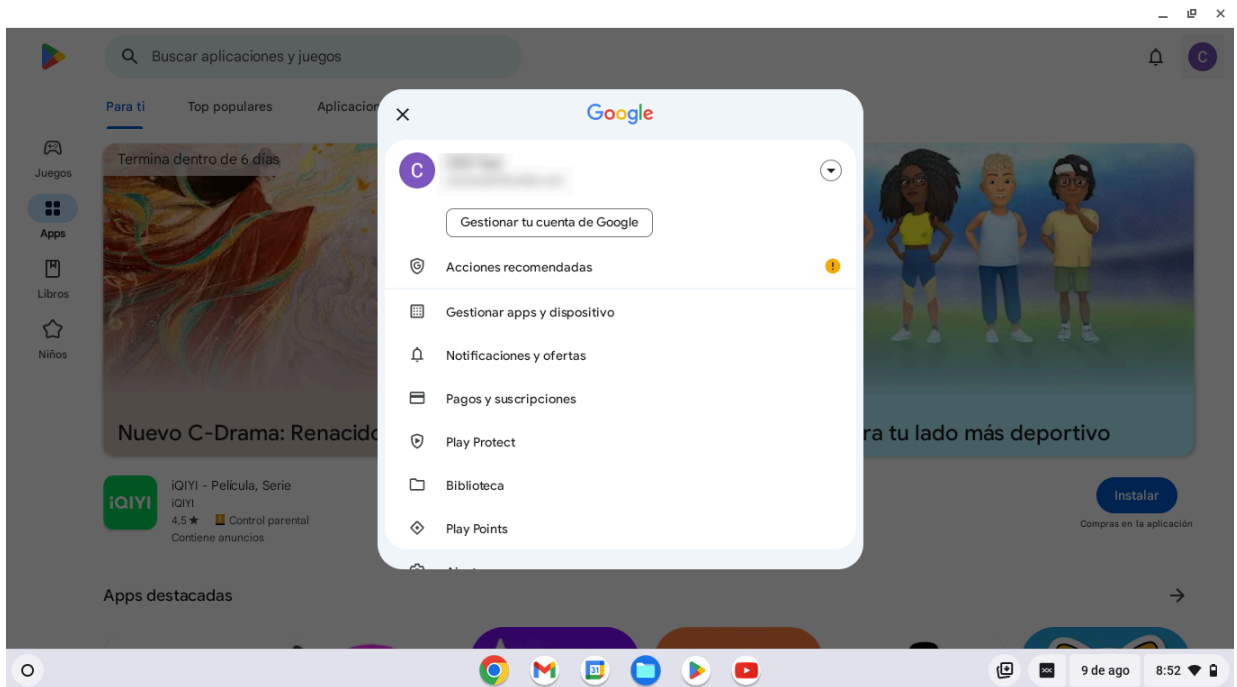 Buscar aplicaciones y juegos
C
Para ti
Top populares
Aplicacion
Google
Juegos
Apps
Libros
Niños
Termina dentro de 6 días
C
Gestionar tu cuenta de Google
Acciones recomendadas
Gestionar apps y dispositivo
Notificaciones y ofertas
Pagos y suscripciones
Play Protect
Biblioteca
Play Points
Nuevo C-Drama: Renacido
ra tu lado más deportivo
iQIYI
iQIYI - Película, Serie
iQIYI
4,5 ★ Control parental
Contiene anuncios
Instalar
Compras en la aplicación
Apps destacadas
31
9 de ago
8:52